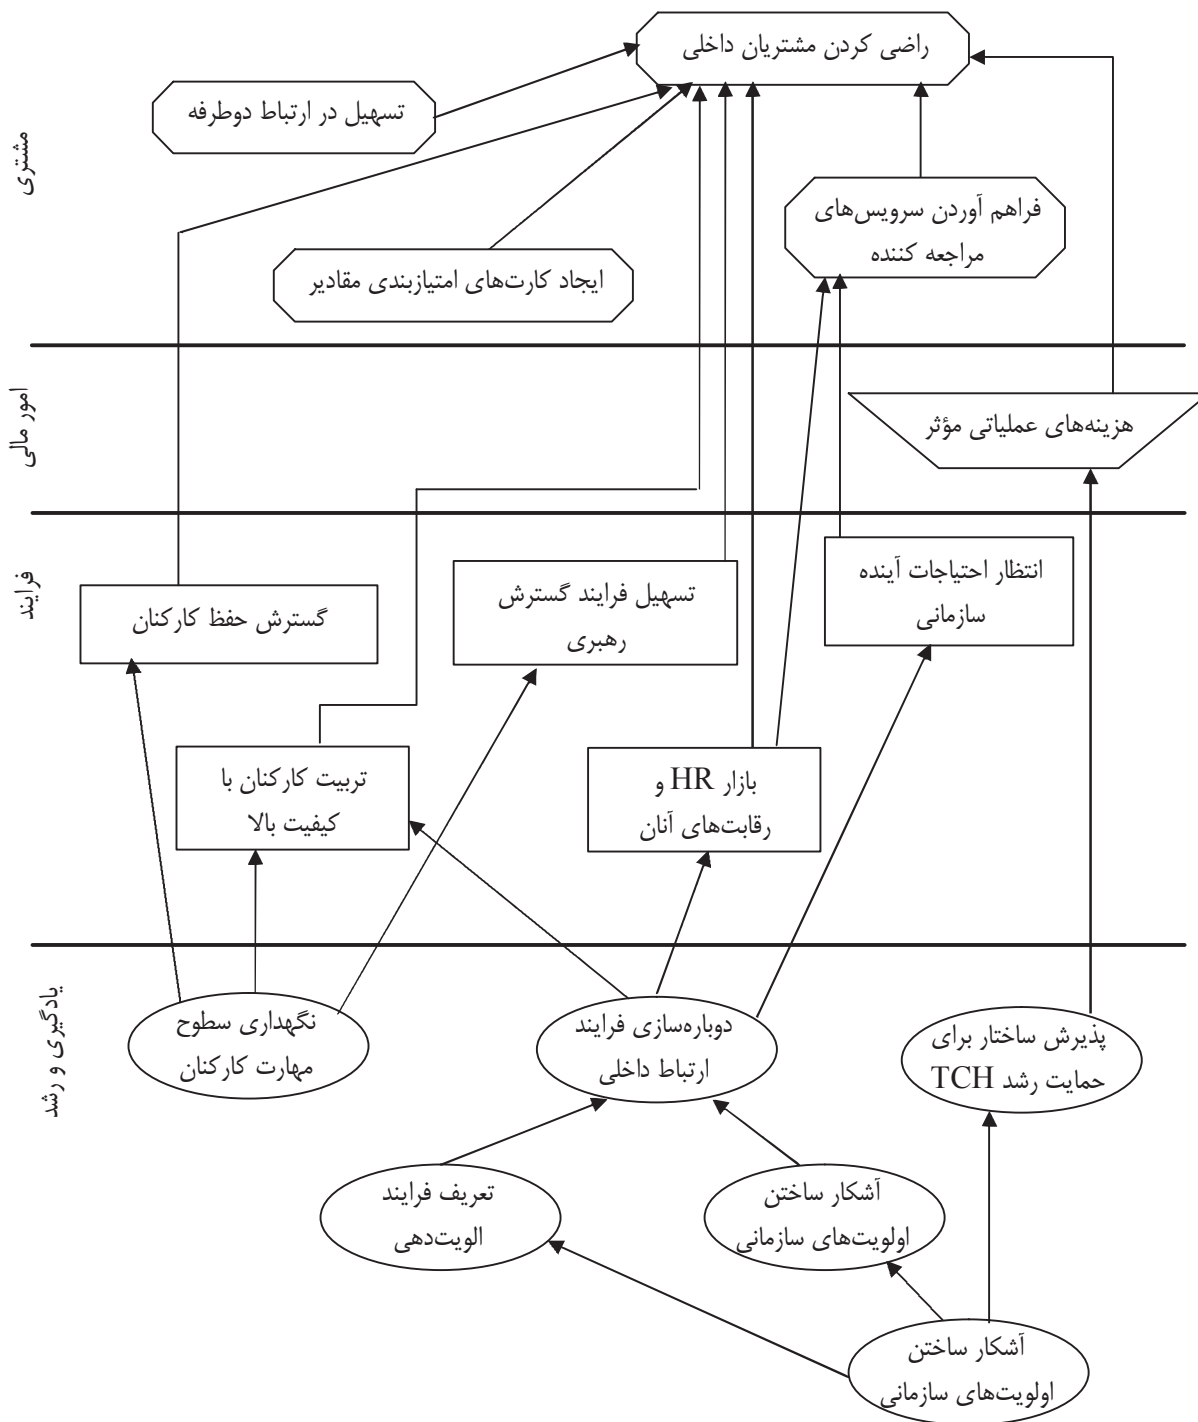 راضی کردن مشتریان داخلی
تسهیل در ارتباط دوطرفه
مشتری
فراهم آوردن سرویس‌های
مراجعه کننده
ایجاد کارت‌های امتیازبندی مقادیر
امور مالی
هزینه‌های عملیاتی مؤثر
فرایند
انتظار احتیاجات آینده
سازمانی
تسهیل فرایند گسترش
رهبری
گسترش حفظ کارکنان
بازار HR و
رقابت‌های آنان
تربیت کارکنان با
کیفیت بالا
یادگیری و رشد
پذیرش ساختار برای
حمایت رشد TCH
دوباره‌سازی فرایند
ارتباط داخلی
نگهداری سطوح
مهارت کارکنان
آشکار ساختن
اولویت‌های سازمانی
تعریف فرایند
الویت‌دهی
آشکار ساختن
اولویت‌های سازمانی